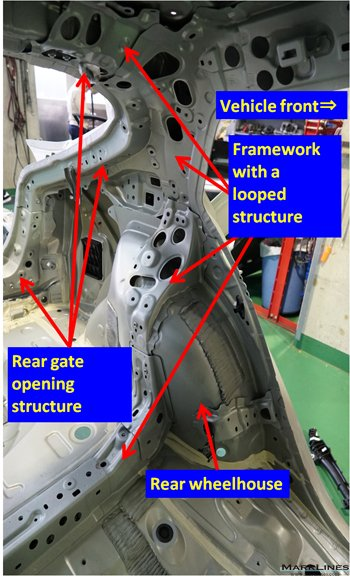 Vehicle front⇒
Framework
with a
looped
structure
Rear gate
opening
structure
Rear wheelhouse
MARKLINES